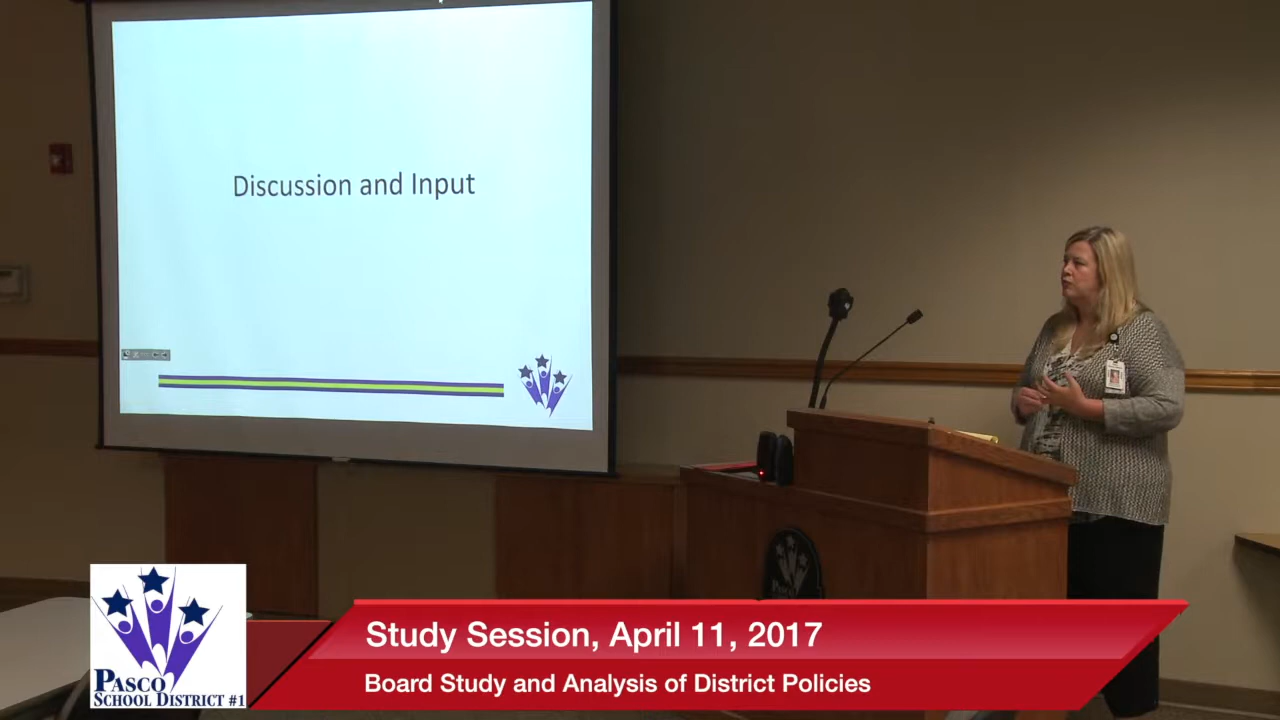 Discussion and Input
Study Session, April 11, 2017
Board Study and Analysis of District Policies
PASCO
SCHOOL DISTRICT #1